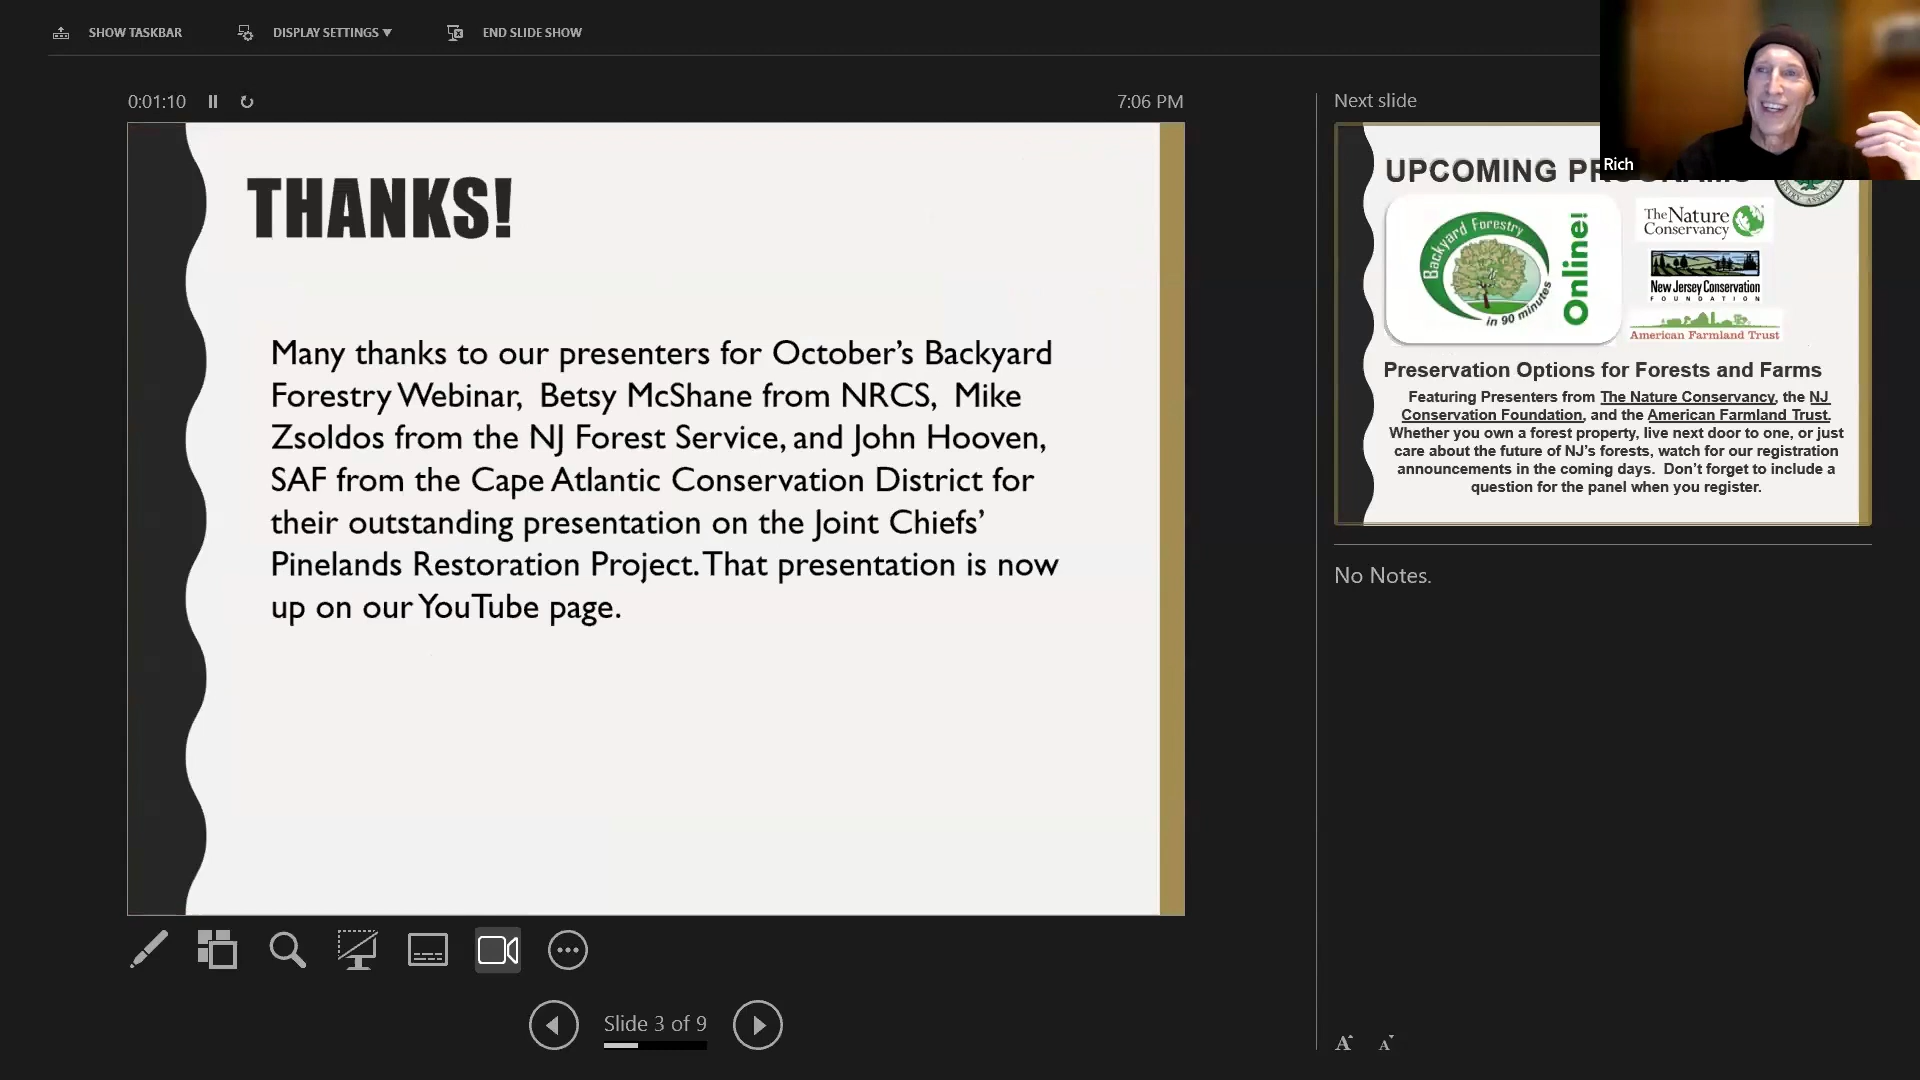 SHOW TASKBAR
DISPLAY SETTINGS ▼
END SLIDE SHOW
0:01:10
7:06 PM
THANKS!
Many thanks to our presenters for October’s Backyard
Forestry Webinar, Betsy McShane from NRCS, Mike
Zsoldos from the NJ Forest Service, and John Hooven,
SAF from the Cape Atlantic Conservation District for
their outstanding presentation on the Joint Chiefs’
Pinelands Restoration Project. That presentation is now
up on our YouTube page.
Slide 3 of 9
Next slide
Rich
UPCOMING
Backyard Forestry
in 90 minutes
Online!
The Nature
Conservancy
New Jersey Conservation
FOUNDATION
American Farmland Trust
Preservation Options for Forests and Farms
Featuring Presenters from The Nature Conservancy, the NJ
Conservation Foundation, and the American Farmland Trust.
Whether you own a forest property, live next door to one, or just
care about the future of NJ’s forests, watch for our registration
announcements in the coming days. Don’t forget to include a
question for the panel when you register.
No Notes.
A A